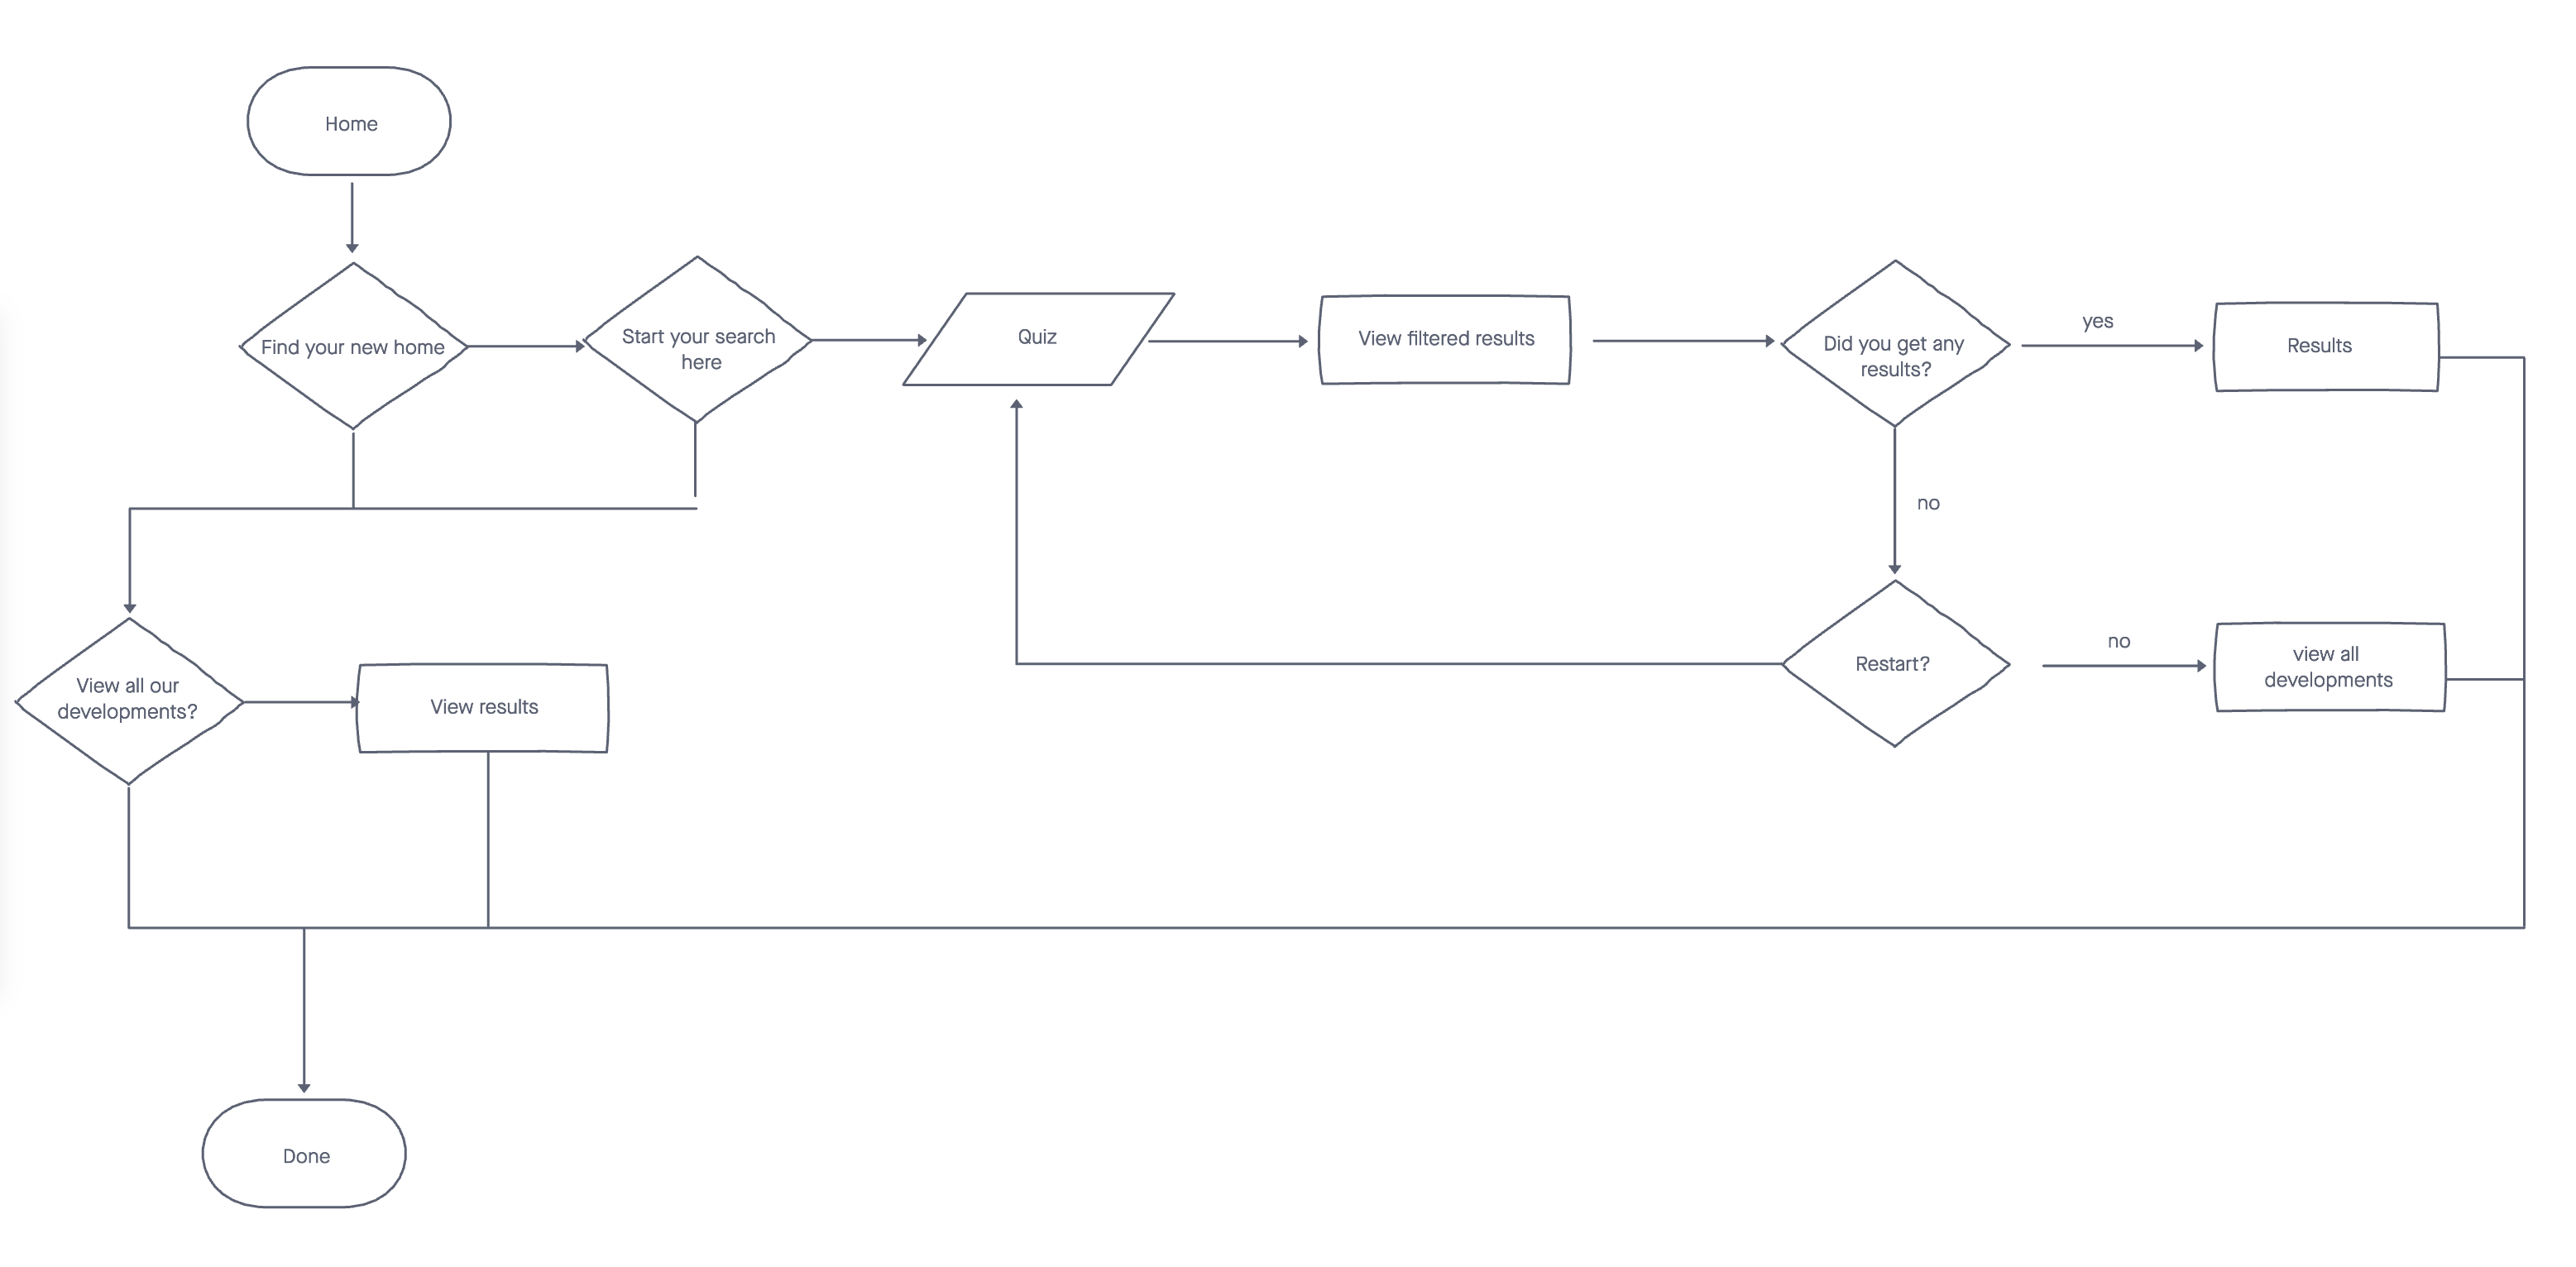 Home
Find your new home
Start your search
here
Quiz
View filtered results
Did you get any
results?
yes
Results
no
Restart?
no
view all
developments
View all our
developments?
View results
Done